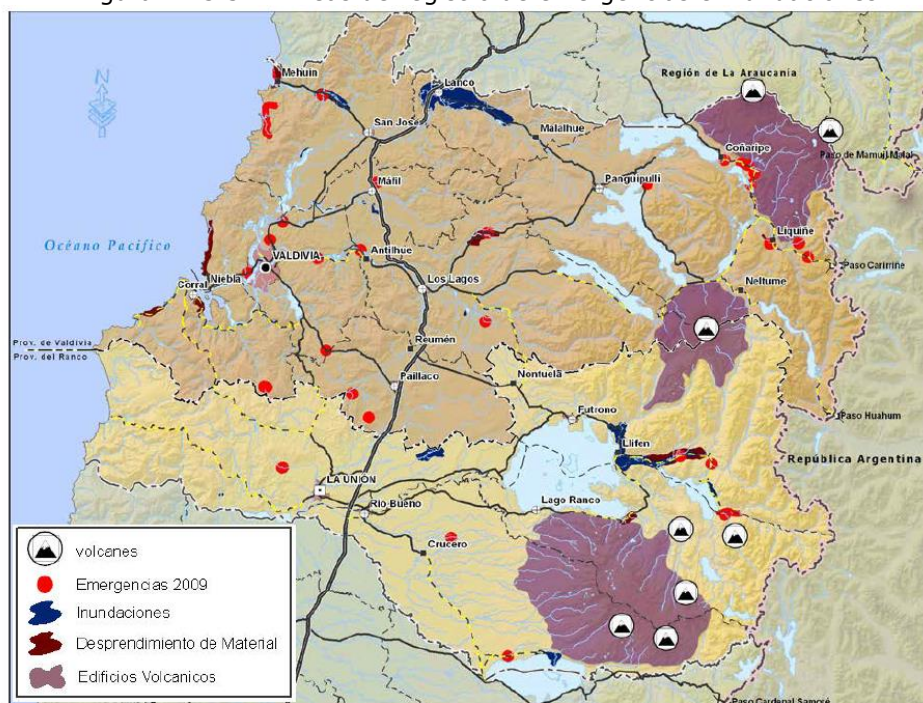 N
Región de La Araucanía
Mehuín
Lanco
San José
Malalhue
Coñaripe
Paso de Mamuil Malal
Máfil
Panguipulli
Océano Pacífico
Liquiñe
VALDIVIA
Antilhue
Paso Carirriñe
Niebla
Corral
Los Lagos
Neltume
Prov. de Valdivia
Prov. del Ranco
Reumén
Nontuela
Paillaco
Futrono
Paso Huahum
Llifen
República Argentina
LA UNIÓN
Río Bueno
Lago Ranco
Crucero
volcanes
Emergencias 2009
Inundaciones
Desprendimiento de Material
Edificios Volcanicos
Paso Cardenal Samoré